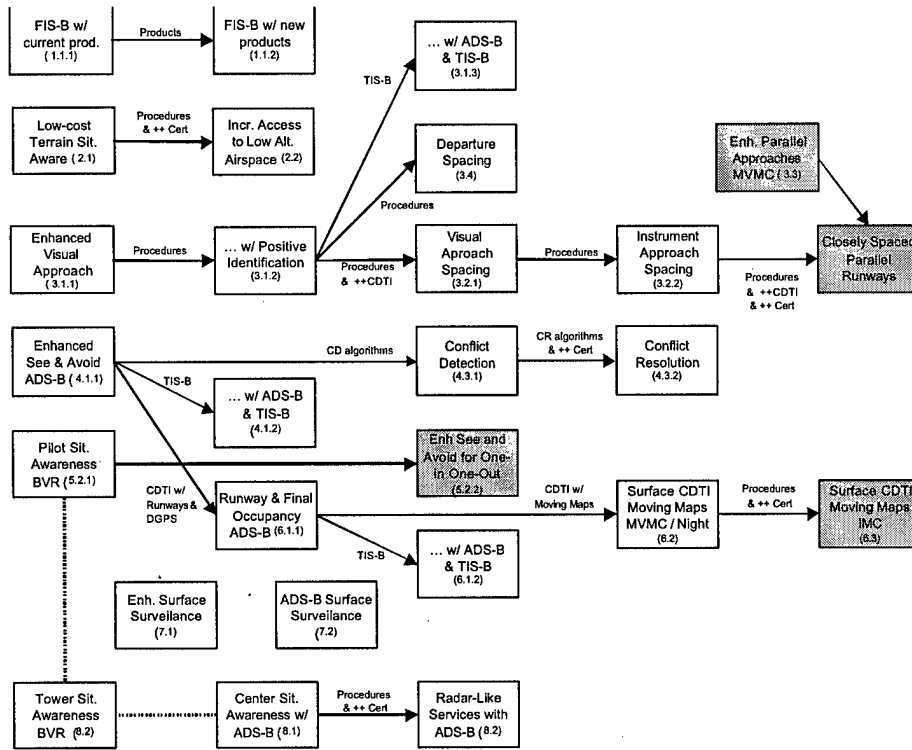 FIS-B w/
current prod.
(1.1.1)
Products
FIS-B w/ new
products
(1.1.2)
... w/ ADS-B
& TIS-B
(3.1.3)
TIS-B
Low-cost
Terrain Sit.
Aware (2.1)
Procedures
& ++ Cert
Incr. Access
to Low Alt.
Airspace (2.2)
Departure
Spacing
(3.4)
Procedures
Enh. Parallel
Approaches
MVMC (3.3)
Enhanced
Visual
Approach
(3.1.1)
Procedures
... w/ Positive
Identification
(3.1.2)
Procedures
& ++CDTI
Visual
Aproach
Spacing
(3.2.1)
Procedures
Instrument
Approach
Spacing
(3.2.2)
Procedures
& ++CDTI
& ++ Cert
Closely Spaced
Parallel
Runways
Enhanced
See & Avoid
ADS-B (4.1.1)
CD algorithms
Conflict
Detection
(4.3.1)
CR algorithms
& ++ Cert
Conflict
Resolution
(4.3.2)
TIS-B
... w/ ADS-B
& TIS-B
(4.1.2)
Pilot Sit.
Awareness
BVR (5.2.1)
Enh See and
Avoid for One-
in One-Out
(5.2.2)
CDTI w/
Runways &
DGPS
Runway & Final
Occupancy
ADS-B (6.1.1)
CDTI w/
Moving Maps
Surface CDTI
Moving Maps
MVMC / Night
(6.2)
Procedures
& ++ Cert
Surface CDTI
Moving Maps
IMC
(6.3)
TIS-B
... w/ ADS-B
& TIS-B
(6.1.2)
Enh. Surface
Surveilance
(7.1)
ADS-B Surface
Surveilance
(7.2)
Tower Sit.
Awareness
BVR (8.2)
Center Sit.
Awareness w/
ADS-B (8.1)
Procedures
& ++ Cert
Radar-Like
Services with
ADS-B (8.2)